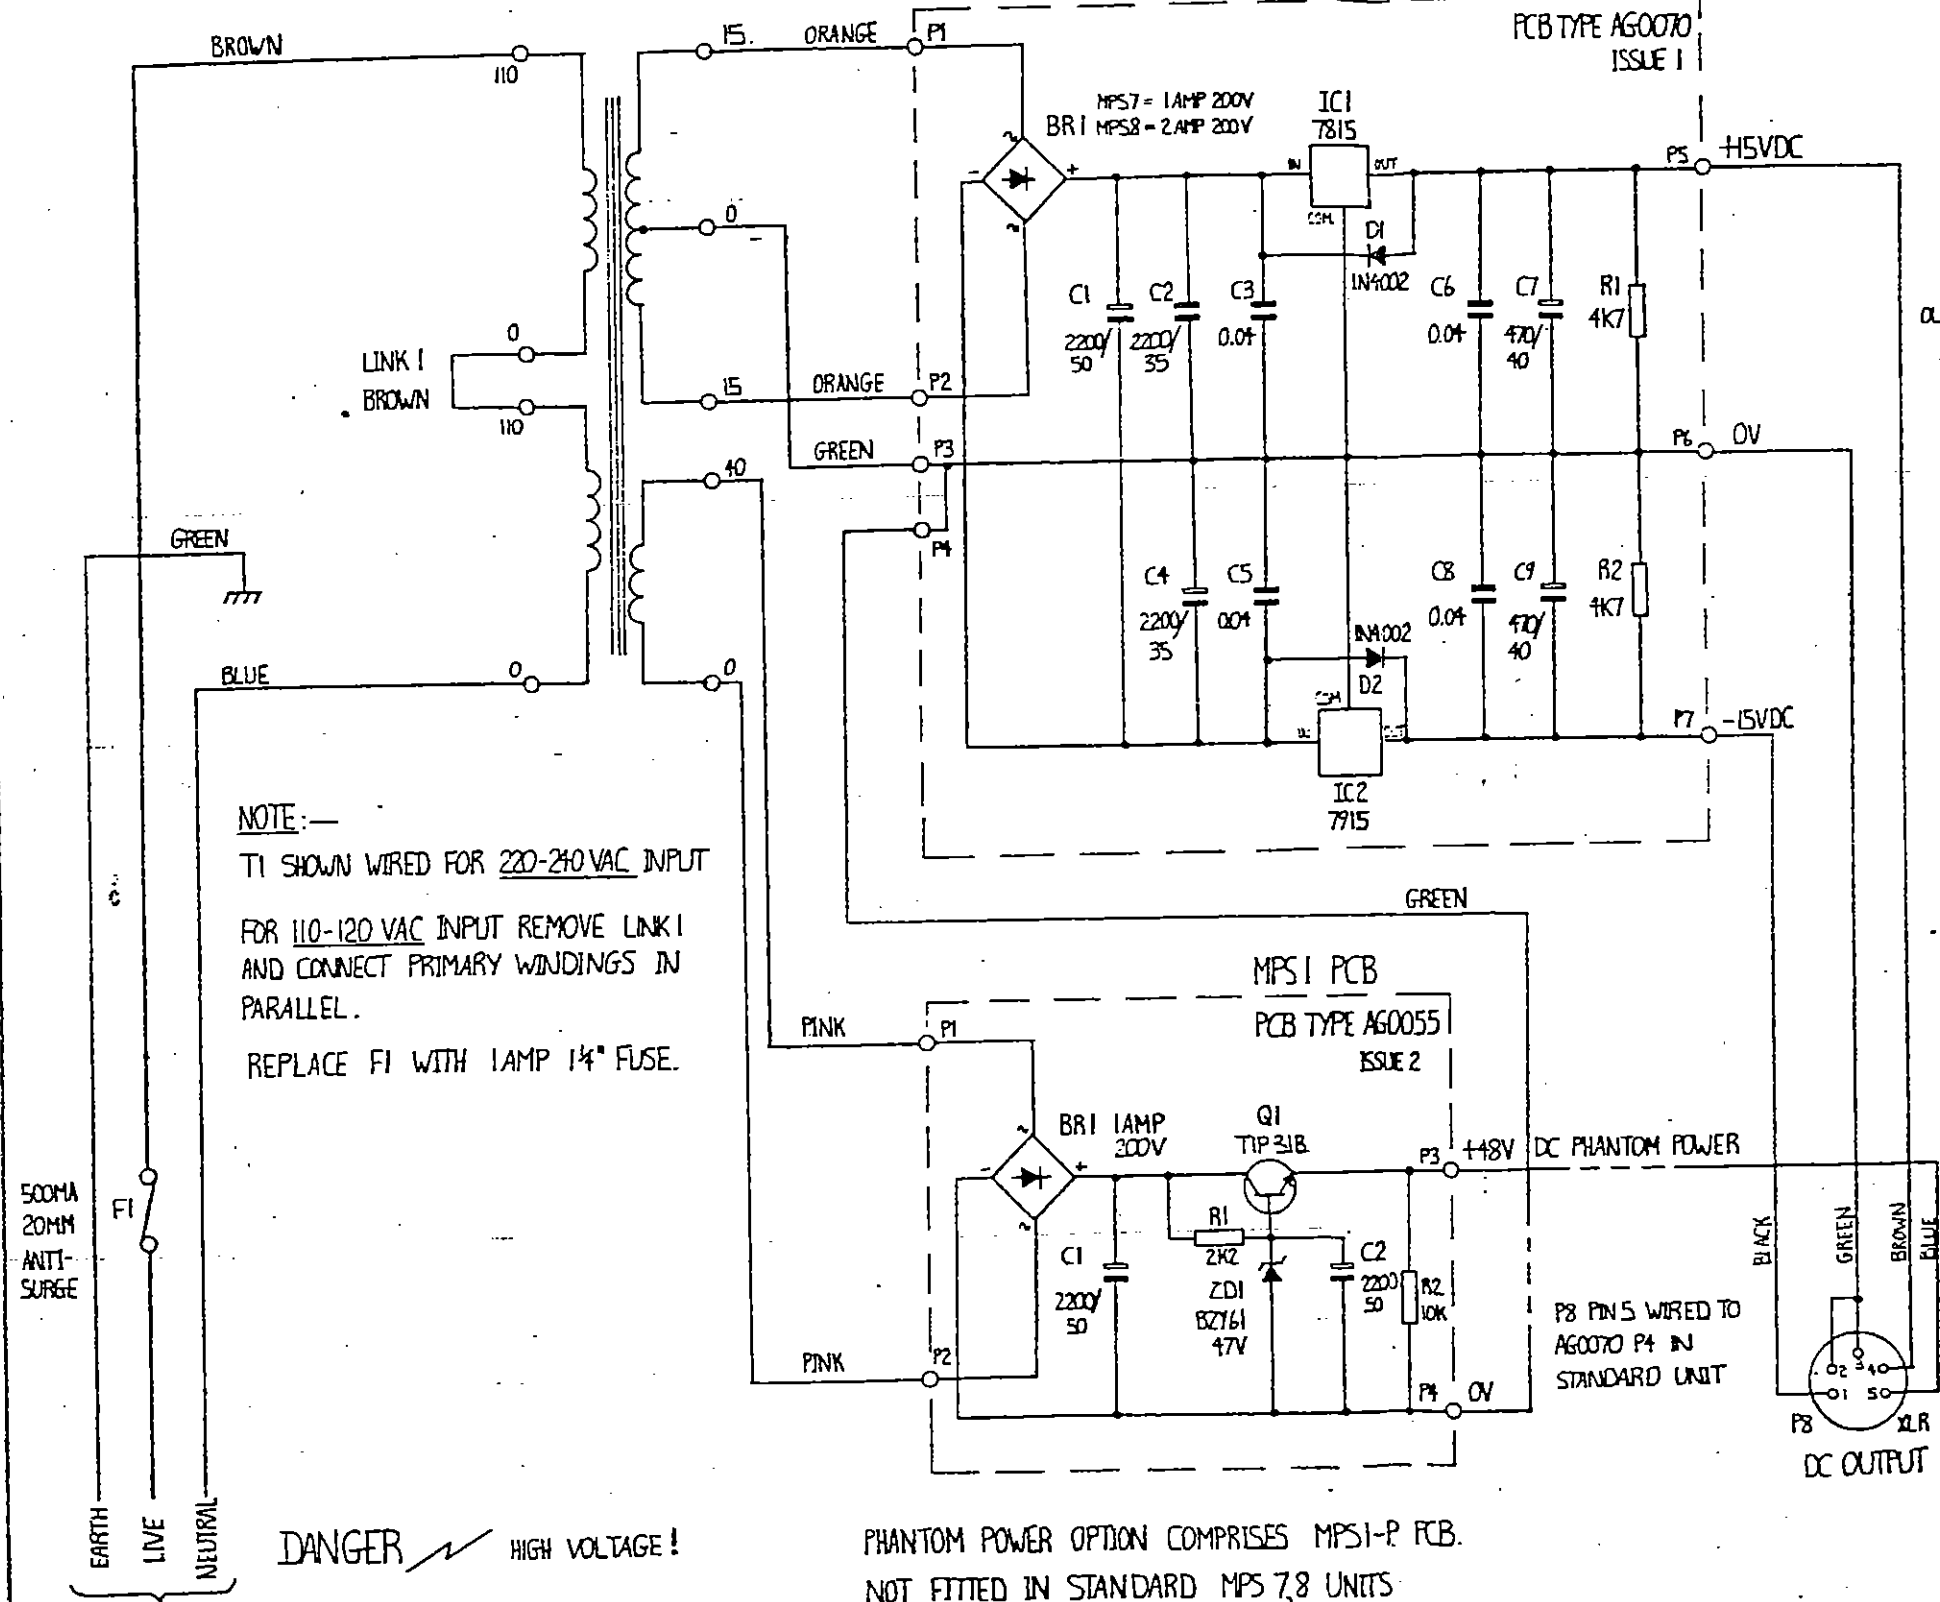 PCB TYPE AG0070
ISSUE 1
BROWN
110
15.
ORANGE
P1
MPS7 = 1AMP 200V
BR1 MPS8 = 2AMP 200V
IC1
7815
IN
OUT
COM
P5
+15VDC
~
-
+
~
0
D1
1N4002
C1
2200/
50
C2
2200/
35
C3
0.04
C6
0.04
C7
470/
40
R1
4K7
0
LINK 1
BROWN
110
15
ORANGE
P2
GREEN
P3
P6
0V
40
P4
GREEN
C4
2200/
35
C5
004
C8
0.04
C9
470/
40
R2
4K7
1N4002
D2
COM
OUT
IC2
7915
P7
-15VDC
BLUE
0
0
NOTE:—
T1 SHOWN WIRED FOR 220-240 VAC INPUT
FOR 110-120 VAC INPUT REMOVE LINK 1
AND CONNECT PRIMARY WINDINGS IN
PARALLEL.
REPLACE F1 WITH 1AMP 1¼" FUSE.
GREEN
MPS1 PCB
PCB TYPE AG0055
ISSUE 2
PINK
P1
BR1 1AMP
200V
~
-
+
~
Q1
TIP31B
P3
+48V DC PHANTOM POWER
R1
2K2
C1
2200/
50
ZD1
BZY61
47V
C2
2200
50
R2
10K
PINK
P2
P4
0V
500MA
20MM
ANTI-
SURGE
F1
BLACK
GREEN
BROWN
BLUE
P8 PIN 5 WIRED TO
AG0070 P4 IN
STANDARD UNIT
2
3
4
1
5
P8
XLR
DC OUTPUT
EARTH
LIVE
NEUTRAL
DANGER
HIGH VOLTAGE!
PHANTOM POWER OPTION COMPRISES MPS1-P PCB.
NOT FITTED IN STANDARD MPS 7,8 UNITS